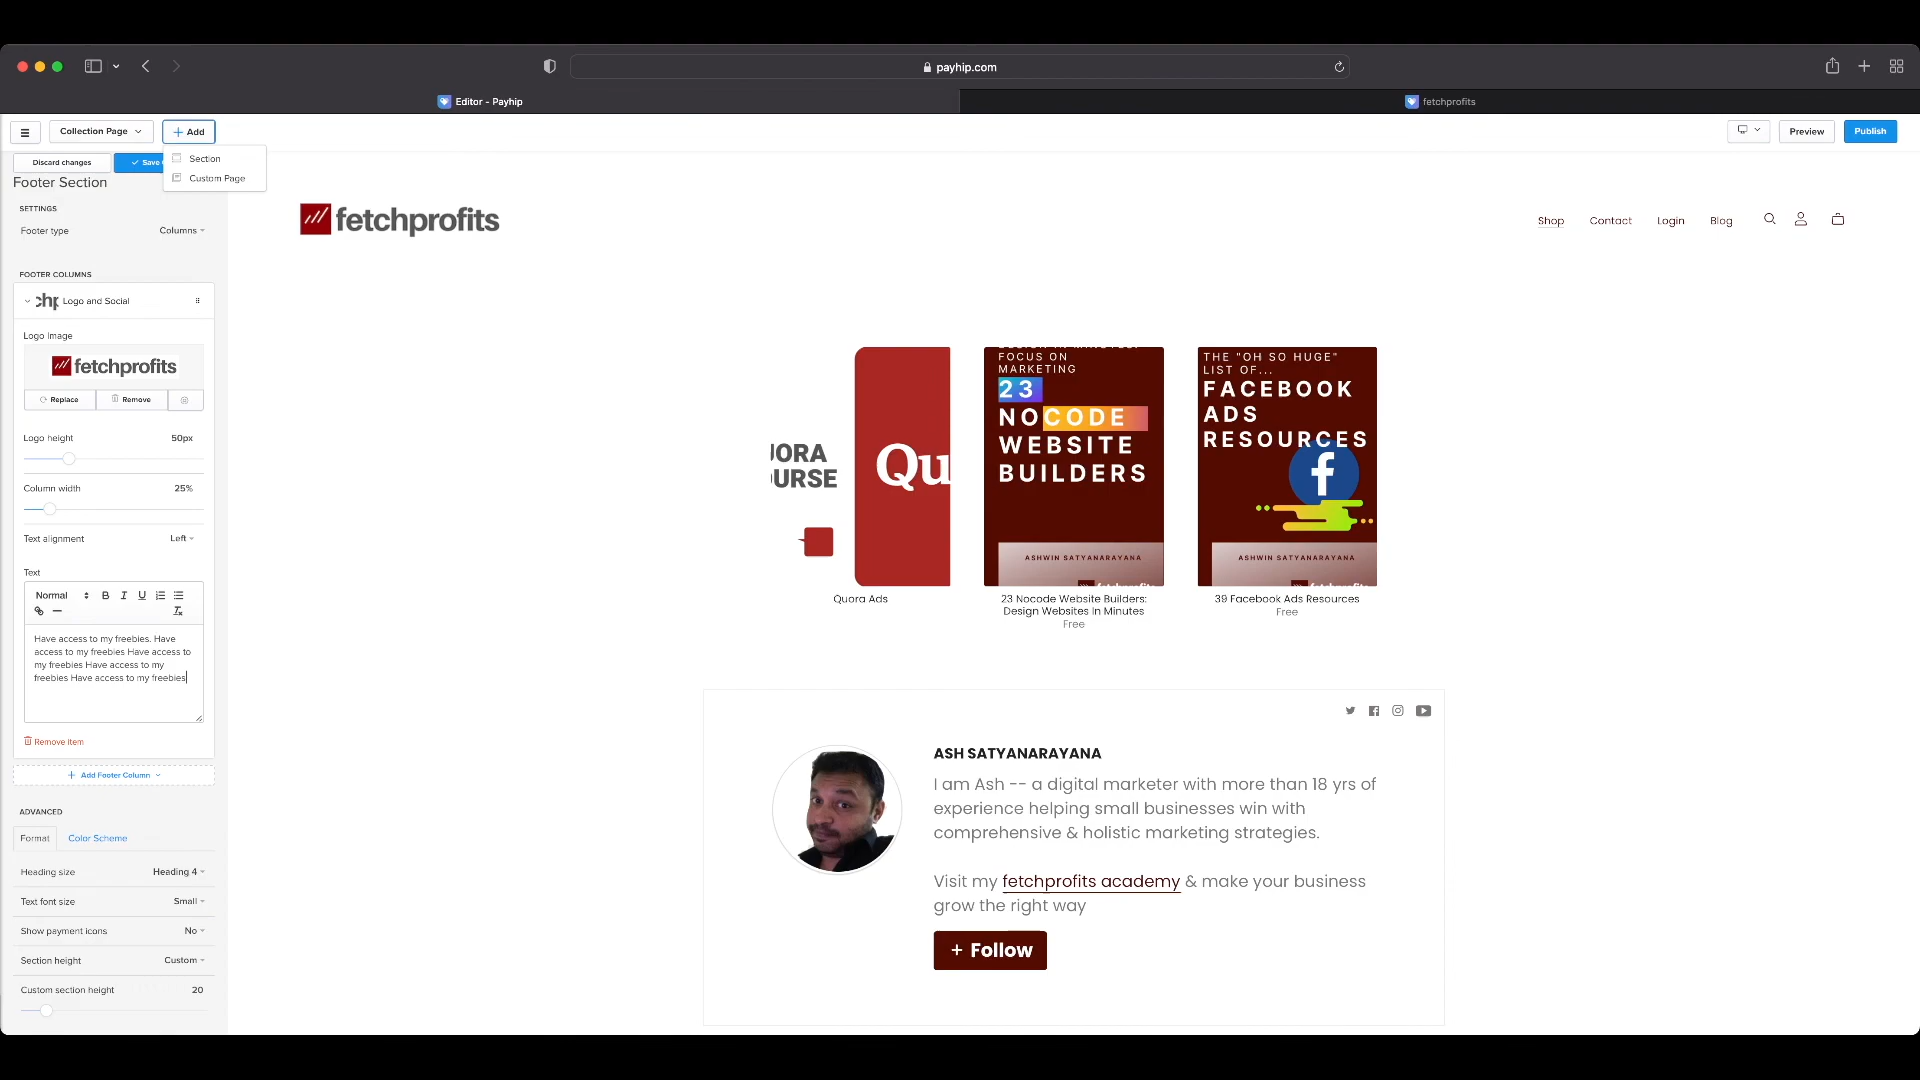 payhip.com
Editor - Payhip
fetchprofits
Collection Page
Add
Preview
Publish
Section
Custom Page
Discard changes
Save
Footer Section
SETTINGS
Footer type
Columns
FOOTER COLUMNS
chp
Logo and Social
Logo Image
fetchprofits
Replace
Remove
Logo height
50px
Column width
25%
Text alignment
Left
Text
Normal
B I U
Have access to my freebies. Have
access to my freebies Have access to
my freebies Have access to my
freebies Have access to my freebies
Remove Item
Add Footer Column
ADVANCED
Format
Color Scheme
Heading size
Heading 4
Text font size
Small
Show payment icons
No
Section height
Custom
Custom section height
20
fetchprofits
Shop
Contact
Login
Blog
UORA
OURSE
Qu
Quora Ads
FOCUS ON
MARKETING
23
NOCODE
WEBSITE
BUILDERS
ASHWIN SATYANARAYANA
23 Nocode Website Builders:
Design Websites In Minutes
Free
THE "OH SO HUGE"
LIST OF...
FACEBOOK
ADS
RESOURCES
f
ASHWIN SATYANARAYANA
39 Facebook Ads Resources
Free
ASH SATYANARAYANA
I am Ash -- a digital marketer with more than 18 yrs of
experience helping small businesses win with
comprehensive & holistic marketing strategies.
Visit my fetchprofits academy & make your business
grow the right way
+ Follow